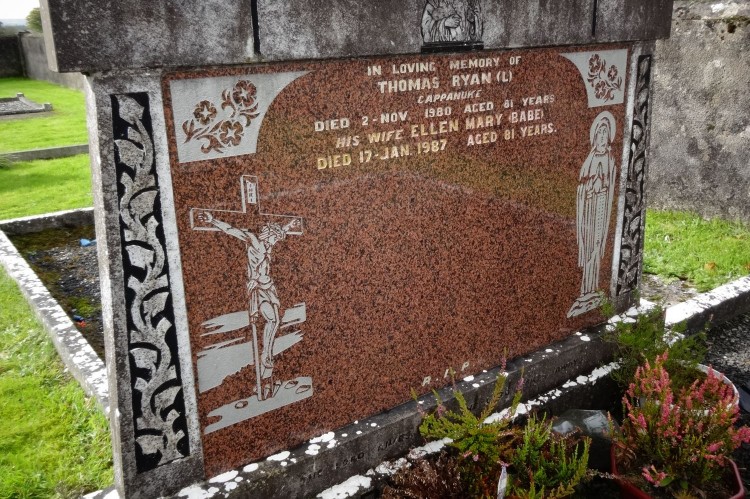 IN LOVING MEMORY OF
THOMAS RYAN (L)
CAPPANUKE
DIED 2-NOV. 1980 AGED 81 YEARS
HIS WIFE ELLEN MARY (BABE)
DIED 17-JAN. 1987 AGED 81 YEARS.
R.I.P.